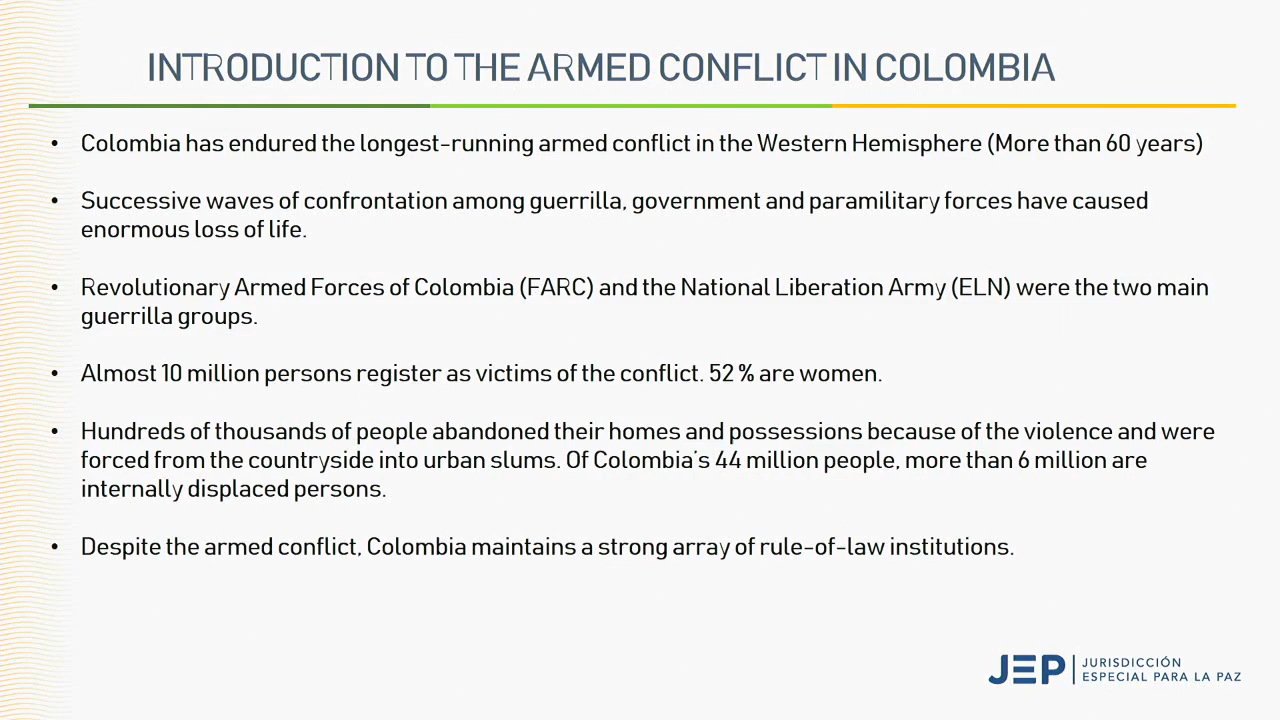 INTRODUCTION TO THE ARMED CONFLICT IN COLOMBIA
• Colombia has endured the longest-running armed conflict in the Western Hemisphere (More than 60 years)
• Successive waves of confrontation among guerrilla, government and paramilitary forces have caused
enormous loss of life.
• Revolutionary Armed Forces of Colombia (FARC) and the National Liberation Army (ELN) were the two main
guerrilla groups.
• Almost 10 million persons register as victims of the conflict. 52 % are women.
• Hundreds of thousands of people abandoned their homes and possessions because of the violence and were
forced from the countryside into urban slums. Of Colombia's 44 million people, more than 6 million are
internally displaced persons.
• Despite the armed conflict, Colombia maintains a strong array of rule-of-law institutions.
JEP JURISDICCIÓN
ESPECIAL PARA LA PAZ